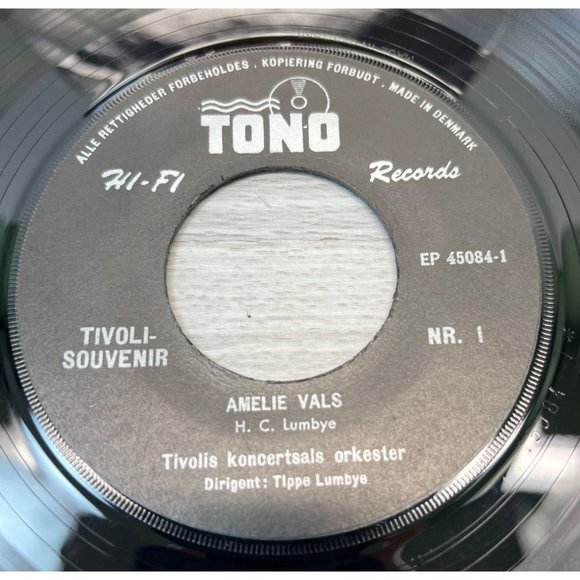 ALLE RETTIGHEDER FORBEHOLDES . KOPIERING FORBUDT . MADE IN DENMARK
TONO
HI-FI Records
EP 45084-1
TIVOLI-
SOUVENIR
NR. 1
AMELIE VALS
H. C. Lumbye
Tivolis koncertsals orkester
Dirigent: Tippe Lumbye